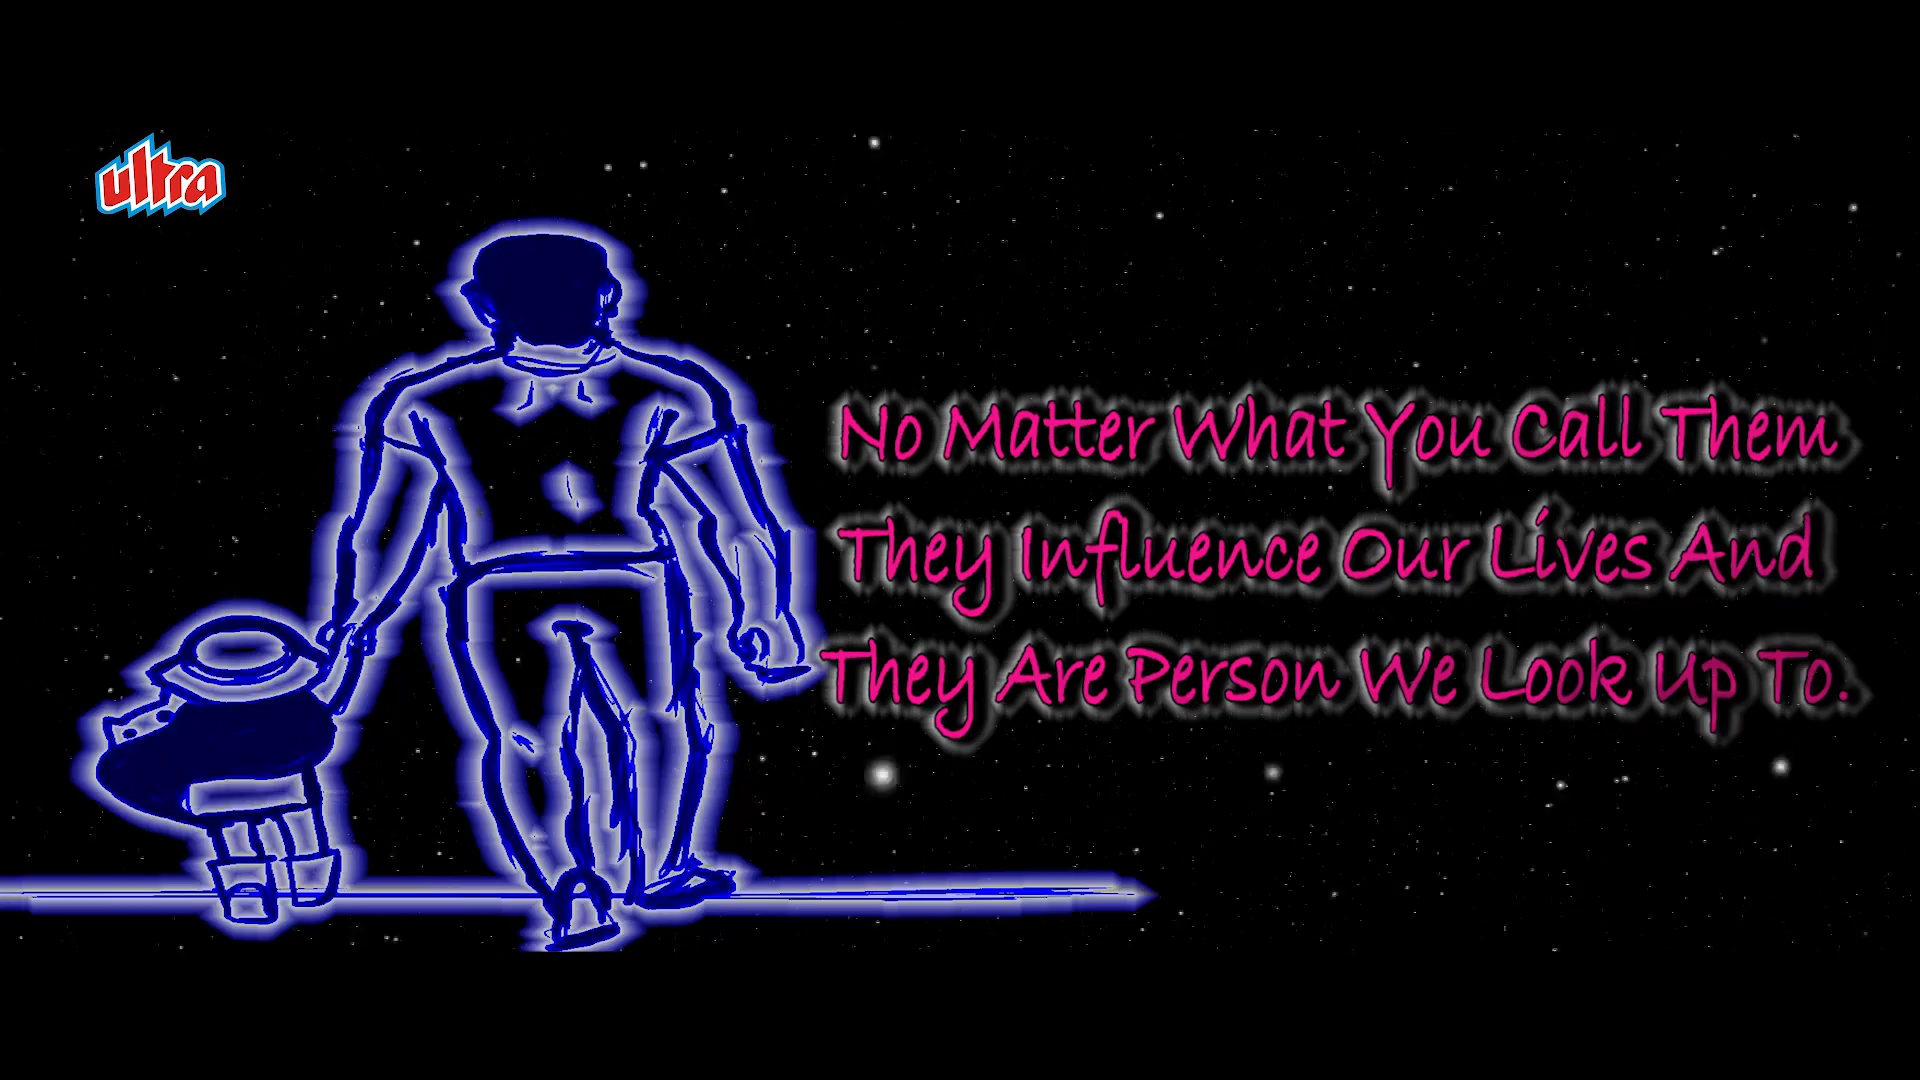 ultra
No Matter What You Call Them
They Influence Our Lives And
They Are Person We Look Up To.